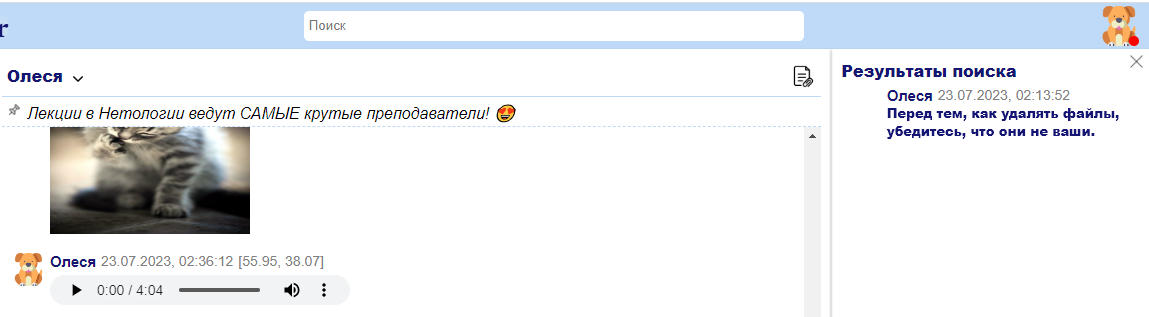 r
Поиск
Олеся
Лекции в Нетологии ведут САМЫЕ крутые преподаватели! 😍
Олеся 23.07.2023, 02:36:12 [55.95, 38.07]
0:00 / 4:04
Результаты поиска
Олеся 23.07.2023, 02:13:52
Перед тем, как удалять файлы,
убедитесь, что они не ваши.